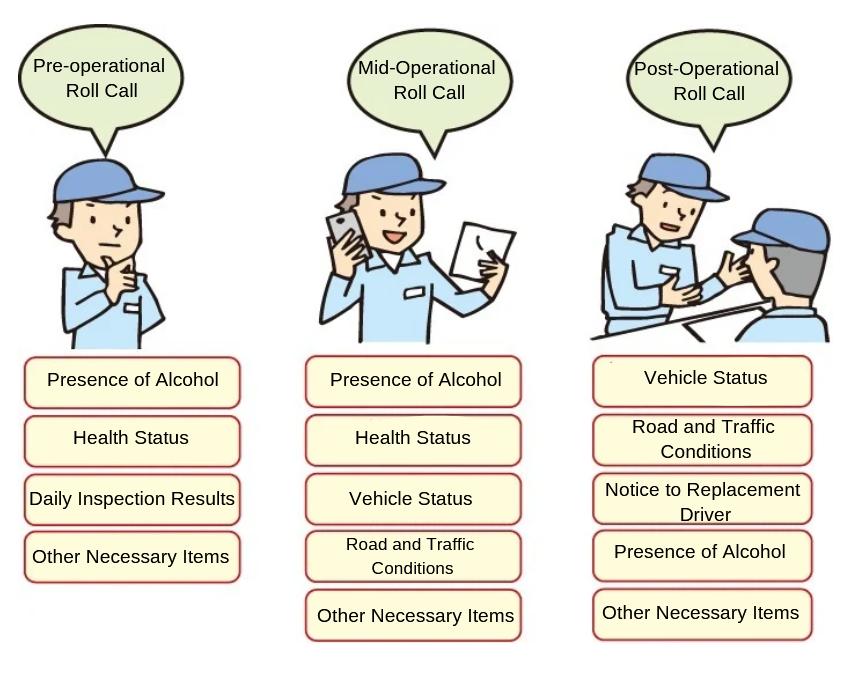 Pre-operational
Roll Call
Mid-Operational
Roll Call
Post-Operational
Roll Call
Presence of Alcohol
Health Status
Daily Inspection Results
Other Necessary Items
Presence of Alcohol
Health Status
Vehicle Status
Road and Traffic
Conditions
Other Necessary Items
Vehicle Status
Road and Traffic
Conditions
Notice to Replacement
Driver
Presence of Alcohol
Other Necessary Items